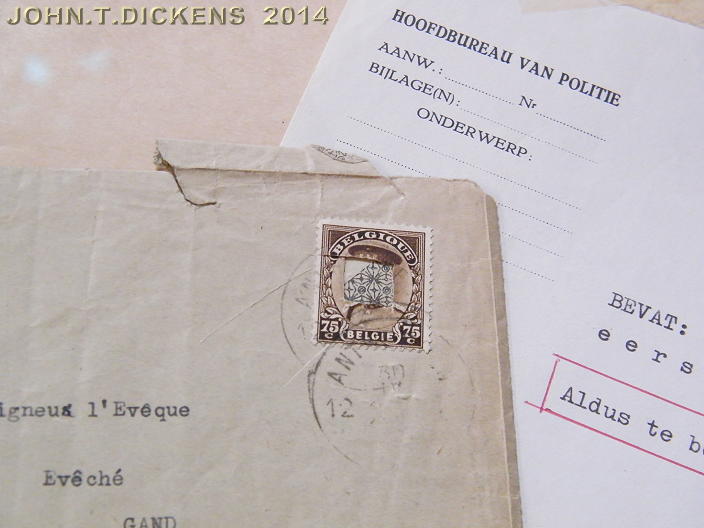 JOHN.T.DICKENS 2014
HOOFDBUREAU VAN POLITIE
AANW.: Nr
BIJLAGE(N):
ONDERWERP:
BELGIQUE
75 C BELGIE 75 C
12
BEVAT:
eers
Aldus te b
l'Evêque
Evêché
GAND